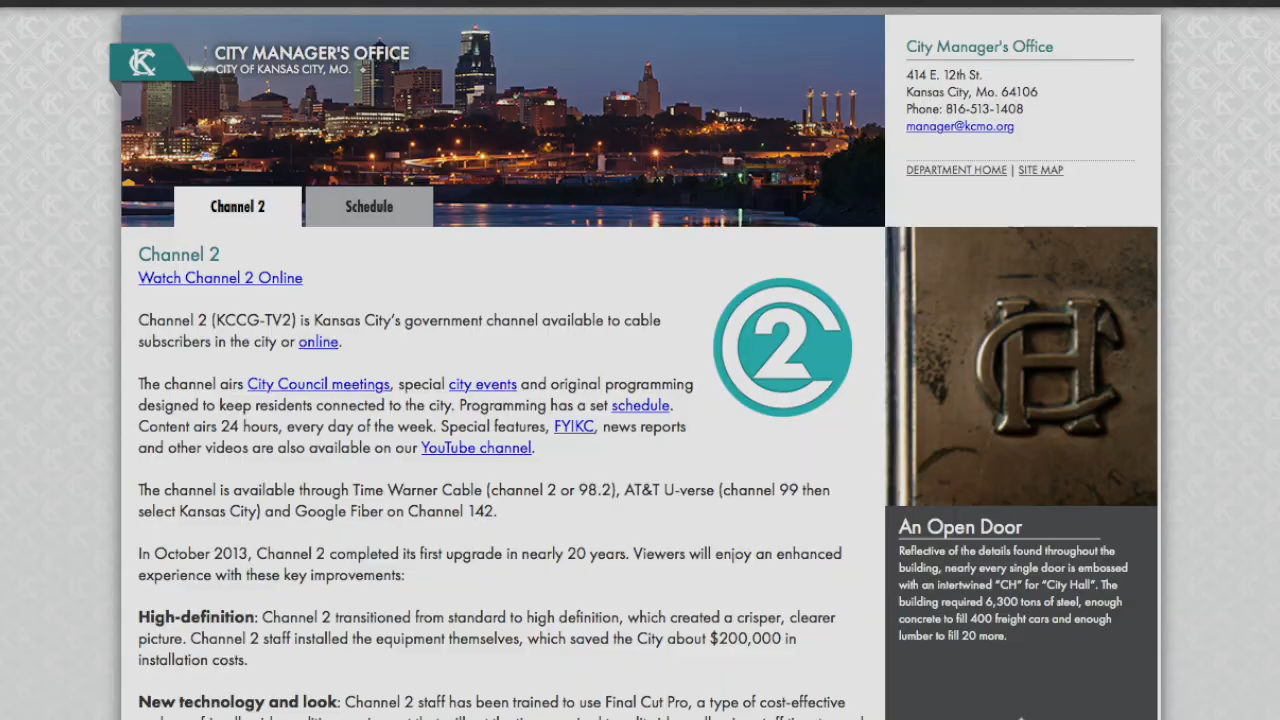 CITY MANAGER'S OFFICE
CITY OF KANSAS CITY, MO.
KC
Channel 2
Schedule
City Manager's Office
414 E. 12th St.
Kansas City, Mo. 64106
Phone: 816-513-1408
manager@kcmo.org
DEPARTMENT HOME | SITE MAP
Channel 2
Watch Channel 2 Online
Channel 2 (KCCG-TV2) is Kansas City's government channel available to cable
subscribers in the city or online.
The channel airs City Council meetings, special city events and original programming
designed to keep residents connected to the city. Programming has a set schedule.
Content airs 24 hours, every day of the week. Special features, FYIKC, news reports
and other videos are also available on our YouTube channel.
2
The channel is available through Time Warner Cable (channel 2 or 98.2), AT&T U-verse (channel 99 then
select Kansas City) and Google Fiber on Channel 142.
In October 2013, Channel 2 completed its first upgrade in nearly 20 years. Viewers will enjoy an enhanced
experience with these key improvements:
High-definition: Channel 2 transitioned from standard to high definition, which created a crisper, clearer
picture. Channel 2 staff installed the equipment themselves, which saved the City about $200,000 in
installation costs.
New technology and look: Channel 2 staff has been trained to use Final Cut Pro, a type of cost-effective
CH
An Open Door
Reflective of the details found throughout the
building, nearly every single door is embossed
with an intertwined "CH" for "City Hall". The
building required 6,300 tons of steel, enough
concrete to fill 400 freight cars and enough
lumber to fill 20 more.